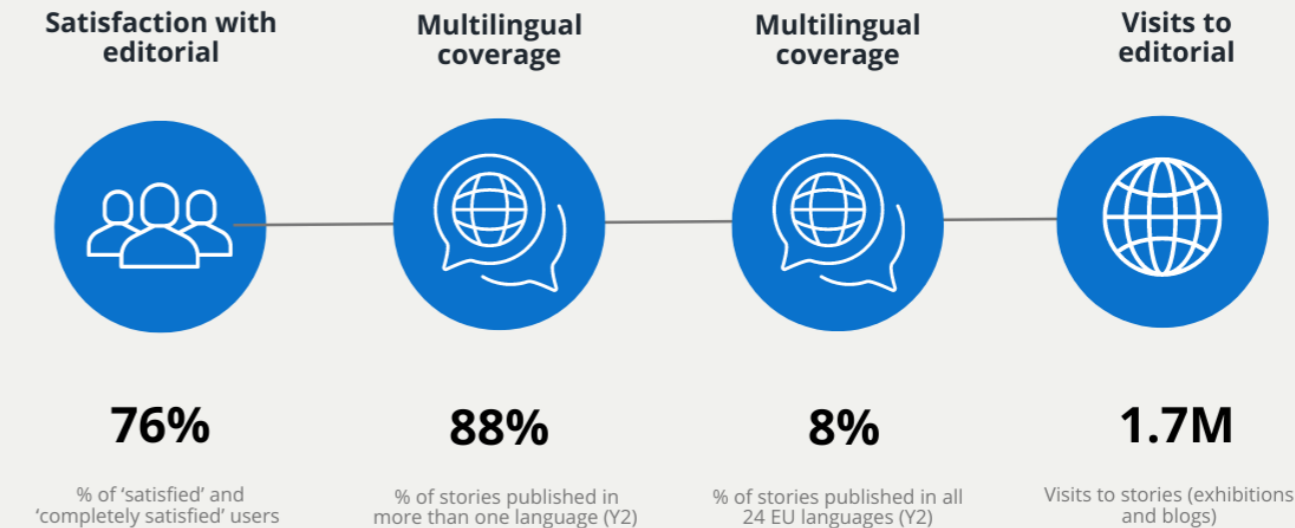 Satisfaction with
editorial
Multilingual
coverage
Multilingual
coverage
Visits to
editorial
76%
88%
8%
1.7M
% of ‘satisfied’ and
‘completely satisfied’ users
% of stories published in
more than one language (Y2)
% of stories published in all
24 EU languages (Y2)
Visits to stories (exhibitions
and blogs)